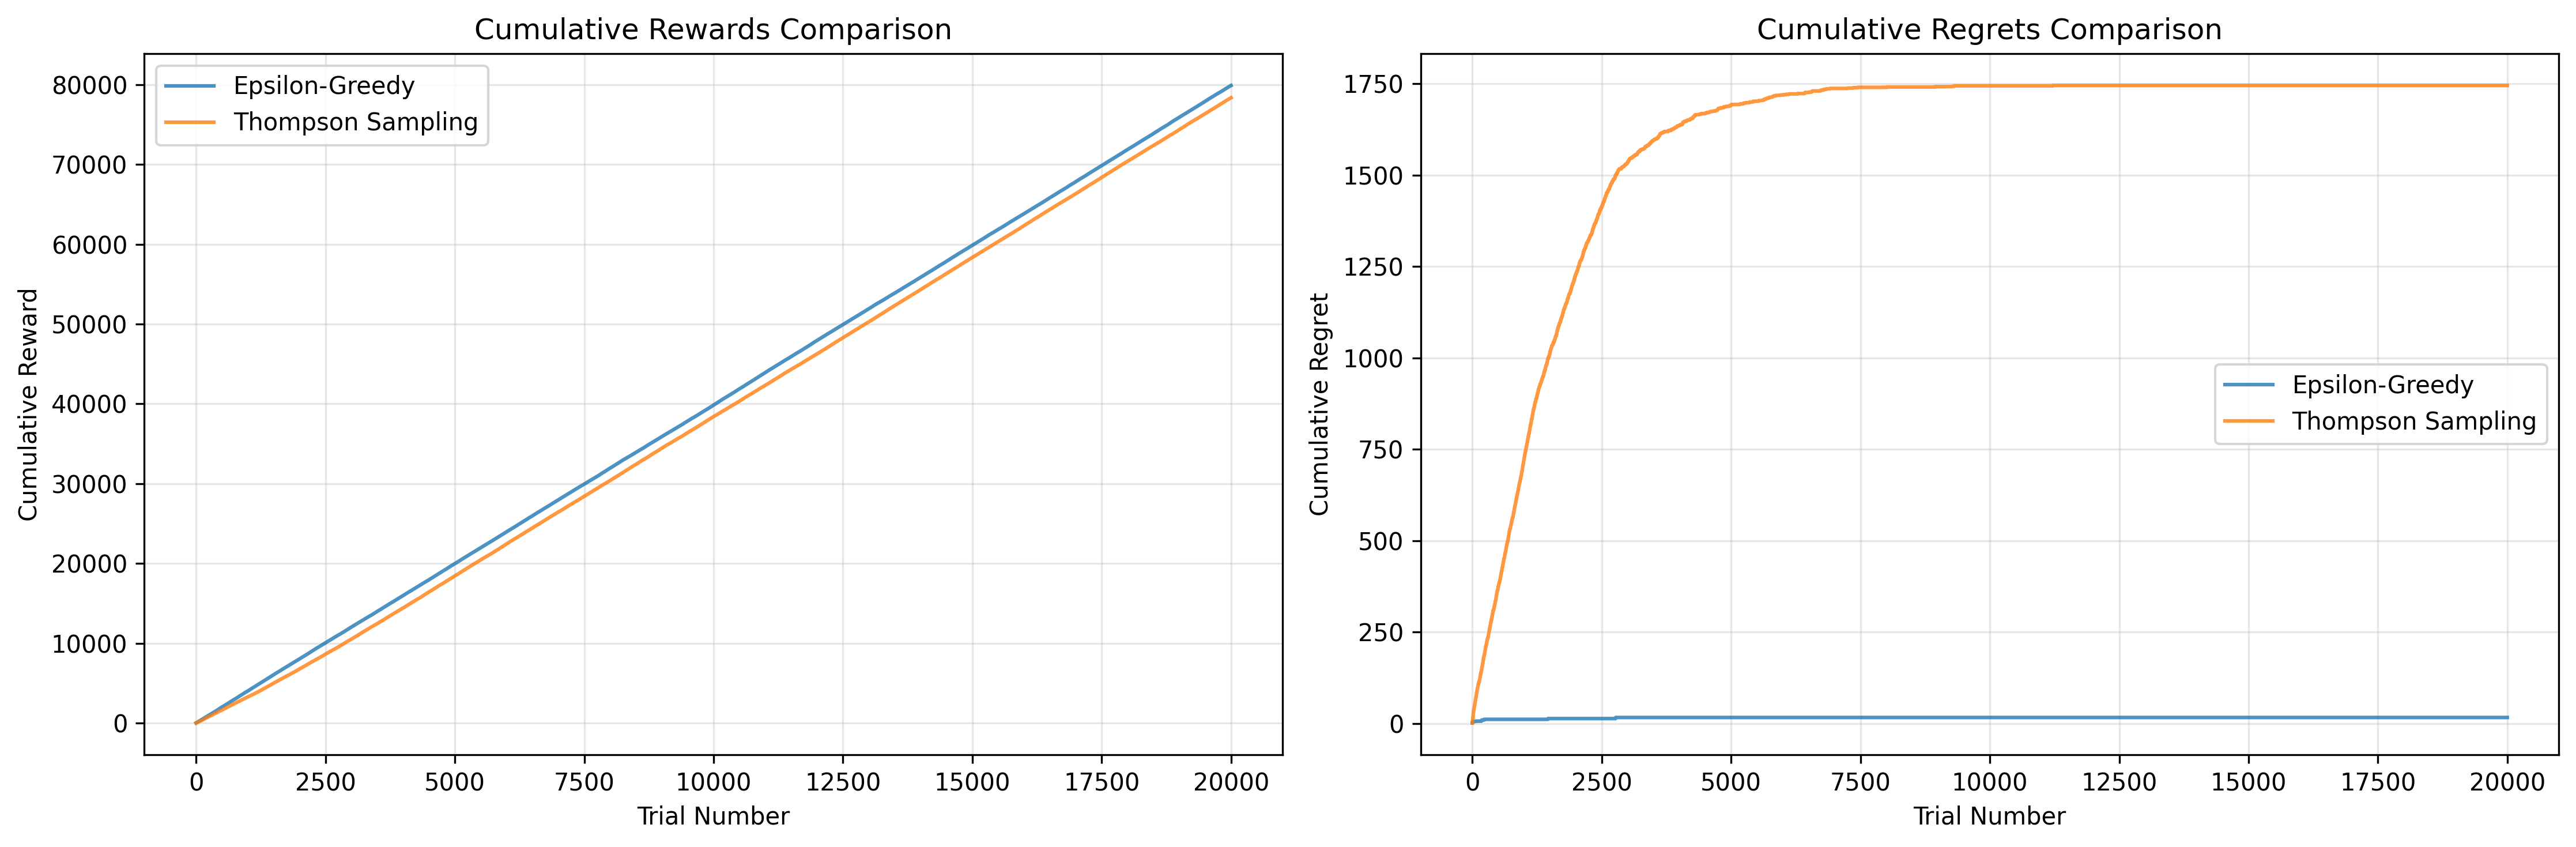 Cumulative Rewards Comparison
Epsilon-Greedy
Thompson Sampling
80000
70000
60000
50000
40000
30000
20000
10000
0
Cumulative Reward
0 2500 5000 7500 10000 12500 15000 17500 20000
Trial Number
Cumulative Regrets Comparison
1750
1500
1250
1000
750
500
250
0
Cumulative Regret
Epsilon-Greedy
Thompson Sampling
0 2500 5000 7500 10000 12500 15000 17500 20000
Trial Number